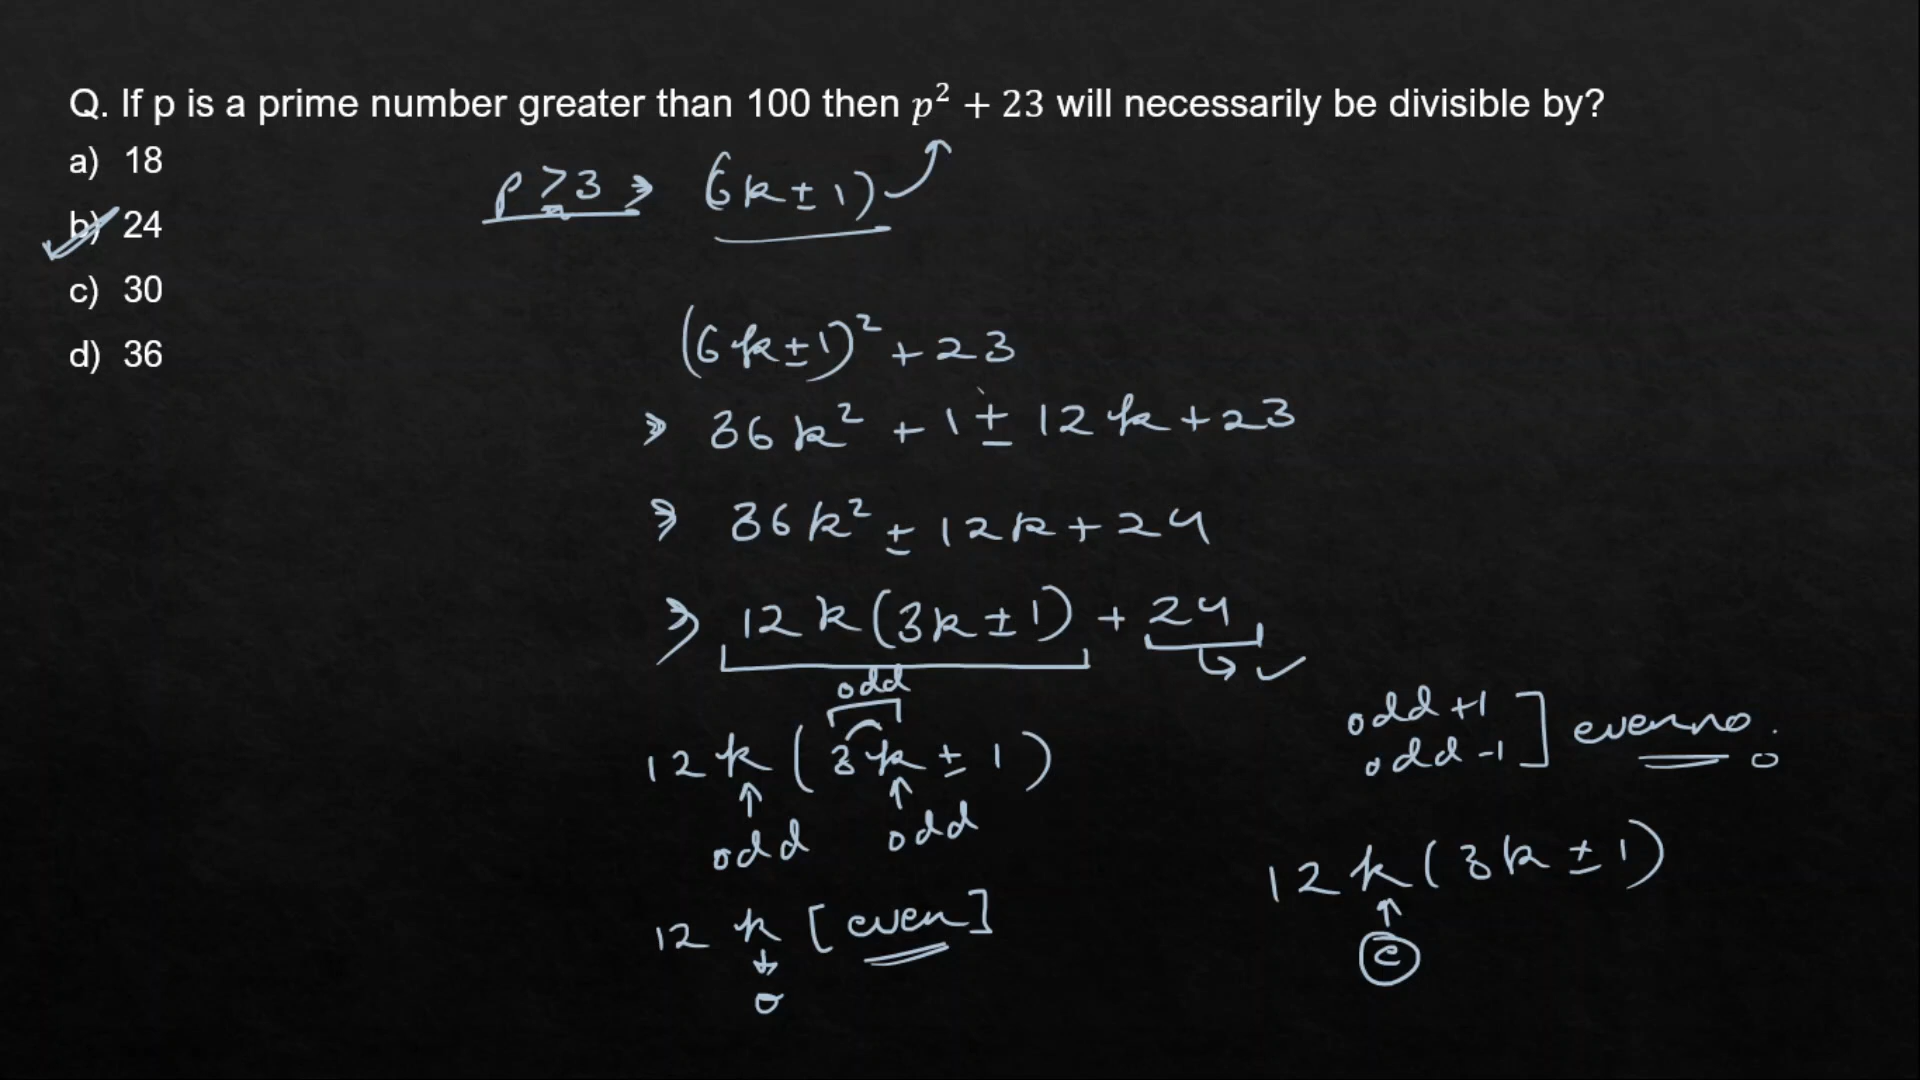 Q. If p is a prime number greater than 100 then p² + 23 will necessarily be divisible by?
a) 18
b) 24
c) 30
d) 36
p ≥ 3 ⇒ (6k ± 1)
(6k ± 1)² + 23
⇒ 36k² + 1 ± 12k + 23
⇒ 36k² ± 12k + 24
⇒ 12k(3k ± 1) + 24 ↳ ✓
odd
12k(3k ± 1)
↑ ↑
odd odd
12 k [even]
↓
o
odd +1
odd -1 ] even no.
12k(3k ± 1)
↑
e